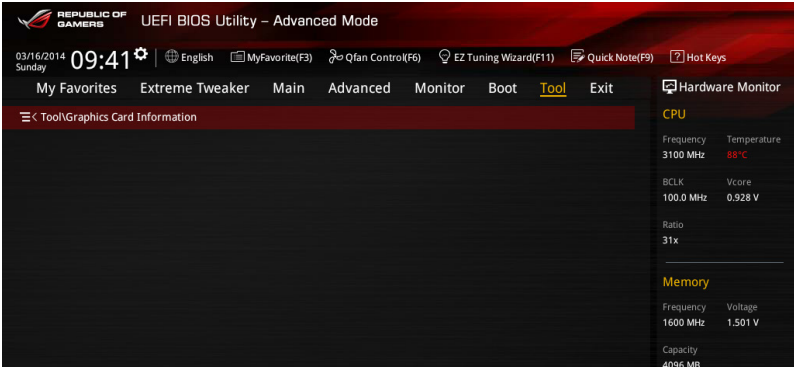 REPUBLIC OF
GAMERS
UEFI BIOS Utility – Advanced Mode
03/16/2014
Sunday
09:41
English
MyFavorite(F3)
Qfan Control(F6)
EZ Tuning Wizard(F11)
Quick Note(F9)
? Hot Keys
My Favorites Extreme Tweaker Main Advanced Monitor Boot Tool Exit
Hardware Monitor
< Tool\Graphics Card Information
CPU
Frequency Temperature
3100 MHz 88°C
BCLK Vcore
100.0 MHz 0.928 V
Ratio
31x
Memory
Frequency Voltage
1600 MHz 1.501 V
Capacity
4096 MB